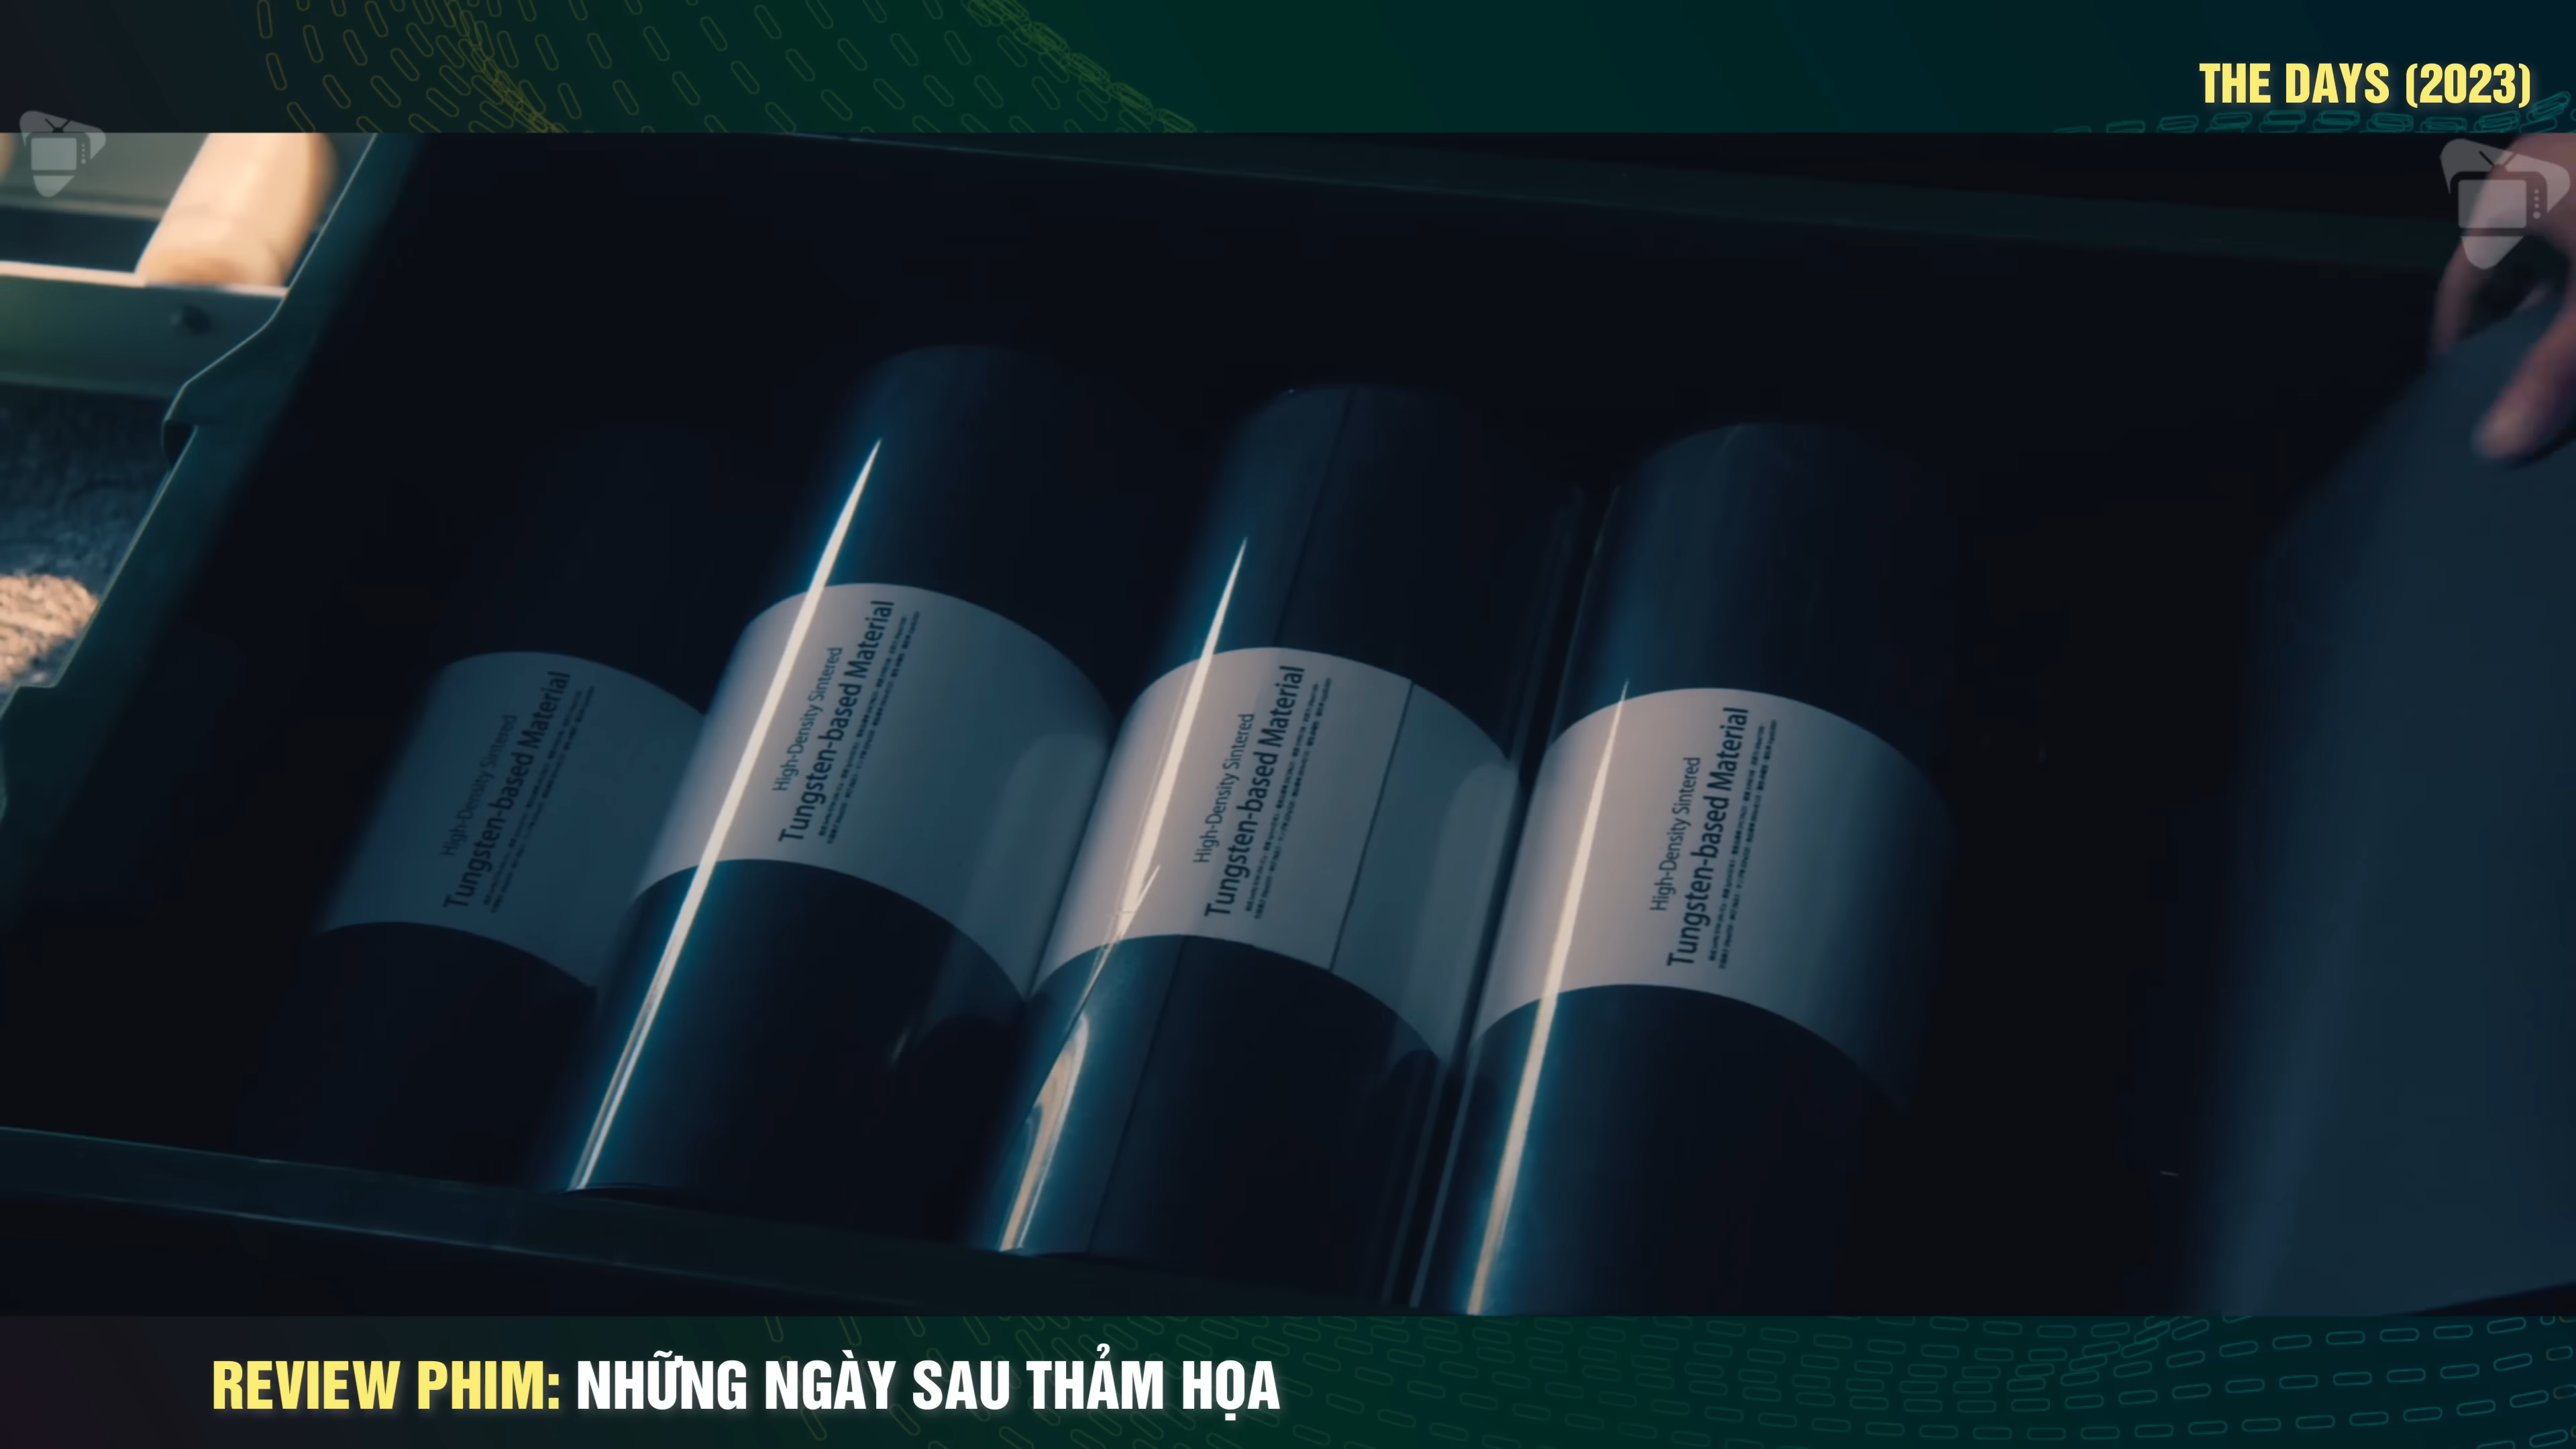 THE DAYS (2023)
High-Density Sintered
Tungsten-based Material
High-Density Sintered
Tungsten-based Material
High-Density Sintered
Tungsten-based Material
High-Density Sintered
Tungsten-based Material
REVIEW PHIM: NHỮNG NGÀY SAU THẢM HỌA